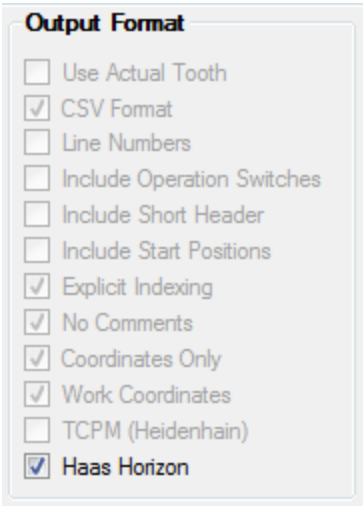 Output Format
Use Actual Tooth
CSV Format
Line Numbers
Include Operation Switches
Include Short Header
Include Start Positions
Explicit Indexing
No Comments
Coordinates Only
Work Coordinates
TCPM (Heidenhain)
Haas Horizon